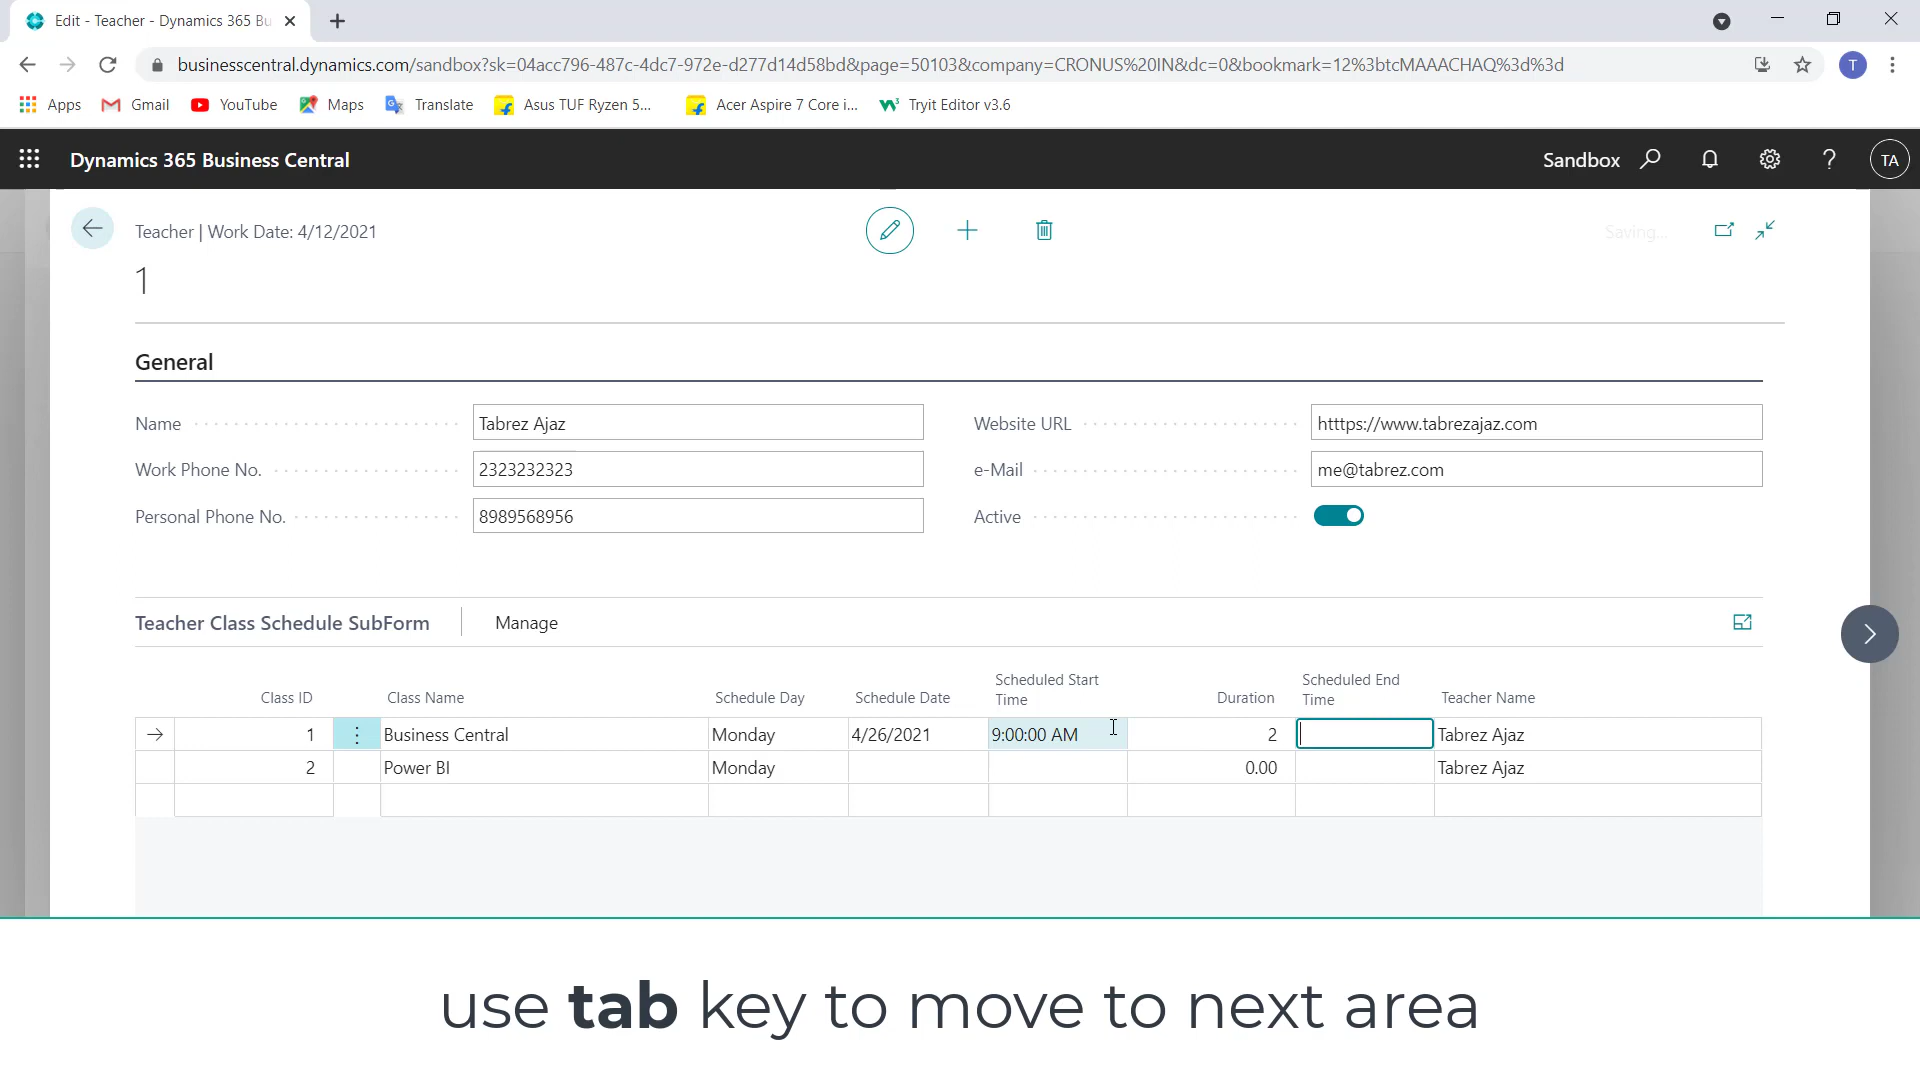 Edit - Teacher - Dynamics 365 Bu
businesscentral.dynamics.com/sandbox?sk=04acc796-487c-4dc7-972e-d277d14d58bd&page=50103&company=CRONUS%20IN&dc=0&bookmark=12%3btcMAAACHAQ%3d%3d
T
Apps Gmail YouTube Maps Translate Asus TUF Ryzen 5... Acer Aspire 7 Core i... Tryit Editor v3.6
Dynamics 365 Business Central Sandbox ? TA
Teacher | Work Date: 4/12/2021 Saving...
1
General
Name Tabrez Ajaz Website URL htttps://www.tabrezajaz.com
Work Phone No. 2323232323 e-Mail me@tabrez.com
Personal Phone No. 8989568956 Active
Teacher Class Schedule SubForm Manage
Class ID Class Name Schedule Day Schedule Date Scheduled Start Time Duration Scheduled End Time Teacher Name
1 Business Central Monday 4/26/2021 9:00:00 AM 2 Tabrez Ajaz
2 Power BI Monday 0.00 Tabrez Ajaz
use tab key to move to next area